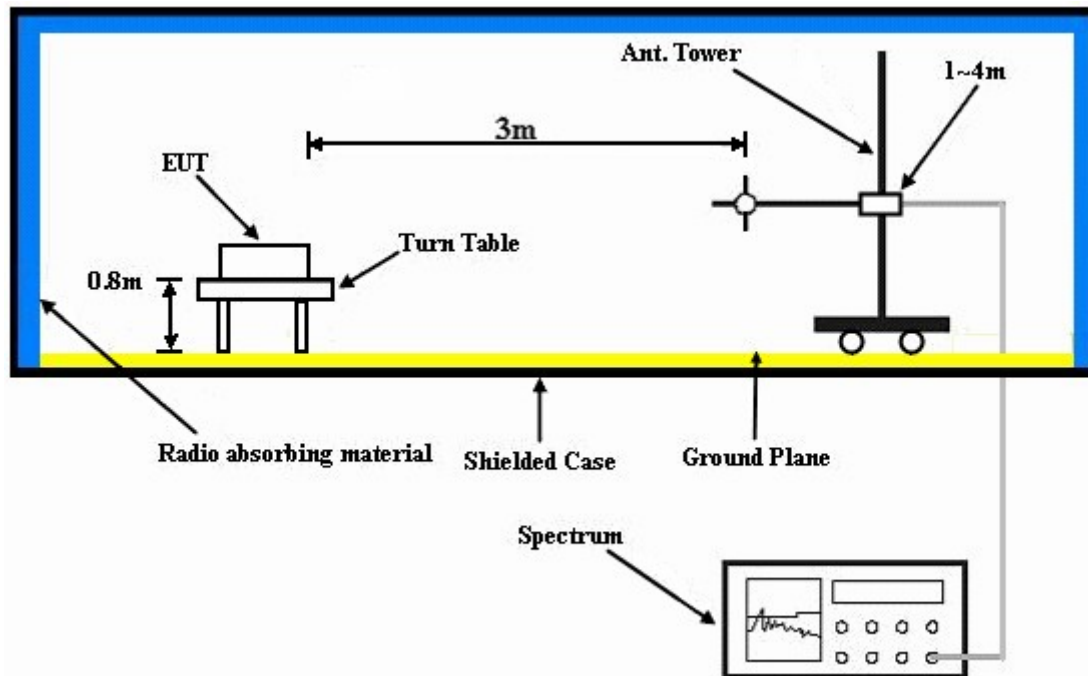 Ant. Tower
1~4m
3m
EUT
Turn Table
0.8m
Radio absorbing material
Shielded Case
Ground Plane
Spectrum